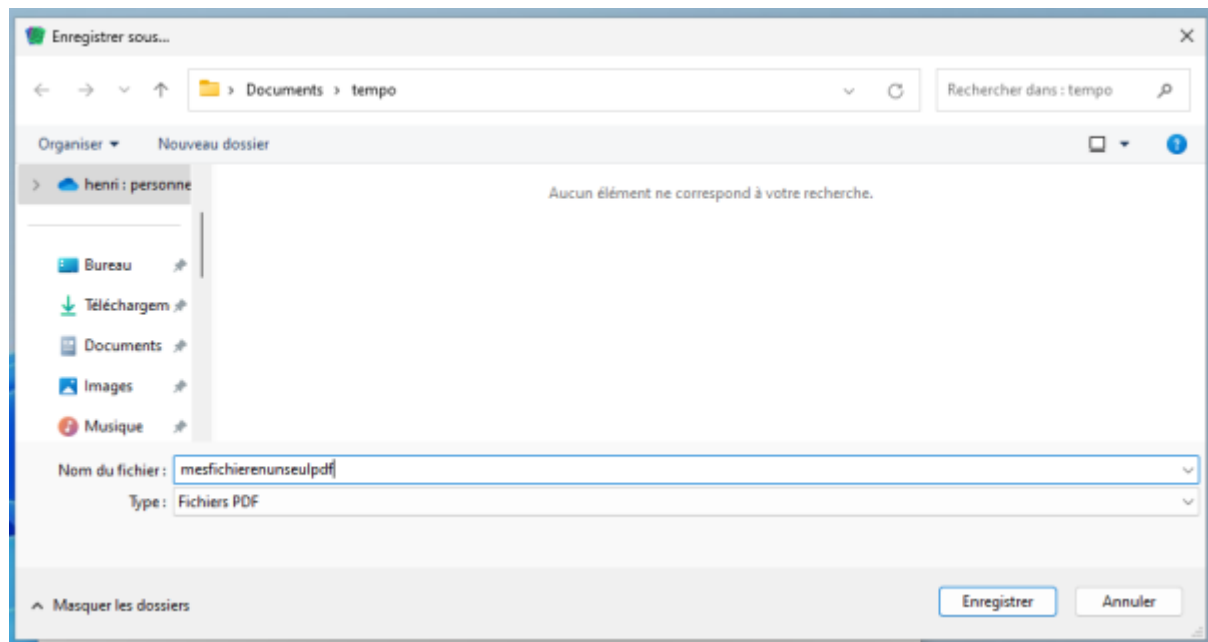 Enregistrer sous...
Documents > tempo
Rechercher dans : tempo
Organiser
Nouveau dossier
henri : personne
Aucun élément ne correspond à votre recherche.
Bureau
Téléchargem
Documents
Images
Musique
Nom du fichier : mesfichierenunseulpdf
Type : Fichiers PDF
Masquer les dossiers
Enregistrer
Annuler